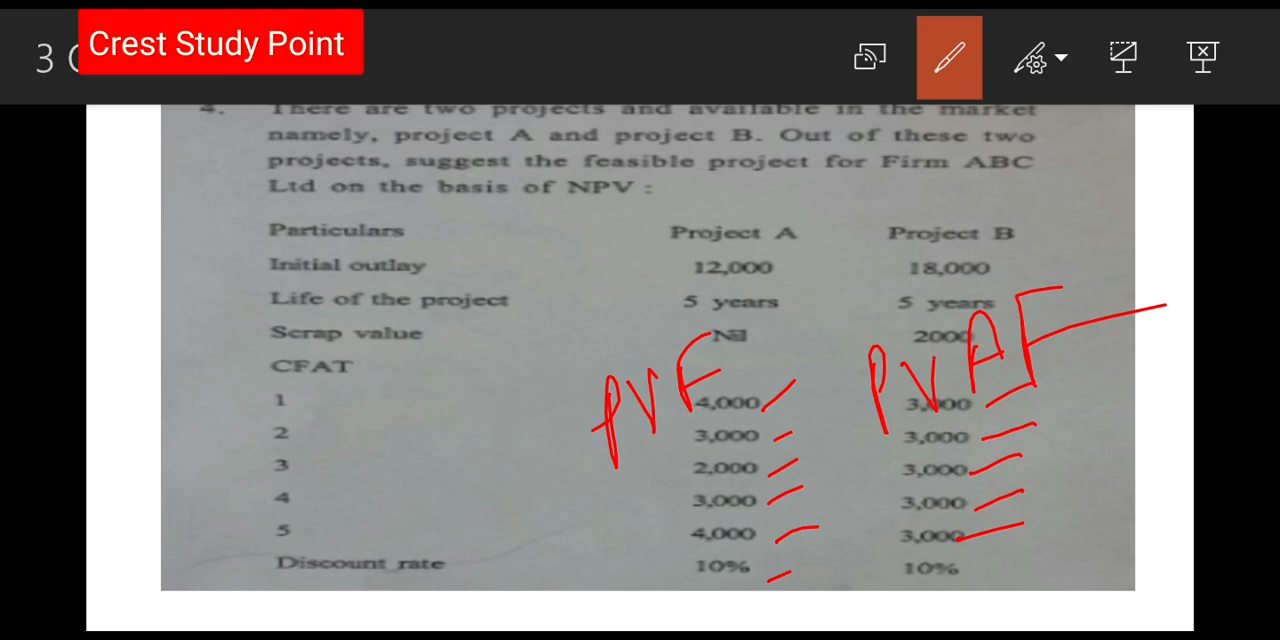 3
Crest Study Point
4. There are two projects and available in the market
namely, project A and project B. Out of these two
projects, suggest the feasible project for Firm ABC
Ltd on the basis of NPV :
Particulars Project A Project B
Initial outlay 12,000 18,000
Life of the project 5 years 5 years
Scrap value Nil 2000
CFAT
PVF PVAF
1 4,000 3,000
2 3,000 3,000
3 2,000 3,000
4 3,000 3,000
5 4,000 3,000
Discount rate 10% 10%